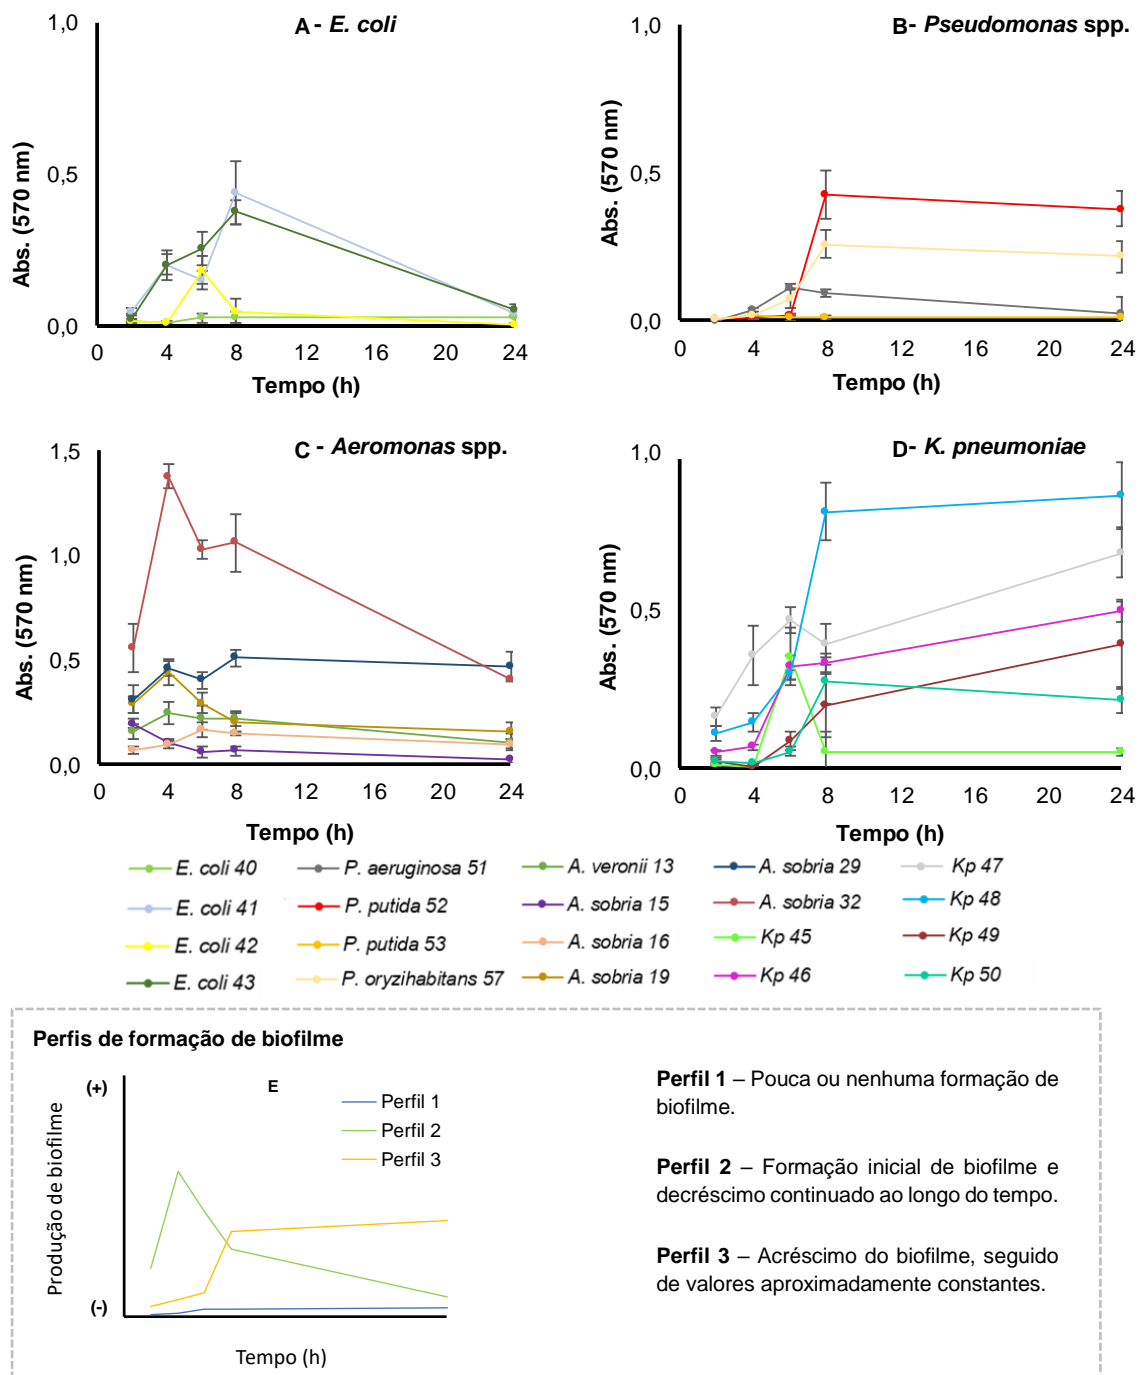 A - E. coli
1,0
0,5
0,0
Abs. (570 nm)
0 4 8 12 16 20 24
Tempo (h)
B- Pseudomonas spp.
1,0
0,5
0,0
Abs. (570 nm)
0 4 8 12 16 20 24
Tempo (h)
C - Aeromonas spp.
1,5
1,0
0,5
0,0
Abs. (570 nm)
0 4 8 12 16 20 24
Tempo (h)
D- K. pneumoniae
1,0
0,5
0,0
Abs. (570 nm)
0 4 8 12 16 20 24
Tempo (h)
E. coli 40 P. aeruginosa 51 A. veronii 13 A. sobria 29 Kp 47
E. coli 41 P. putida 52 A. sobria 15 A. sobria 32 Kp 48
E. coli 42 P. putida 53 A. sobria 16 Kp 45 Kp 49
E. coli 43 P. oryzihabitans 57 A. sobria 19 Kp 46 Kp 50
Perfis de formação de biofilme
(+)
E
Perfil 1
Perfil 2
Perfil 3
Produção de biofilme
(-)
Tempo (h)
Perfil 1 – Pouca ou nenhuma formação de
biofilme.
Perfil 2 – Formação inicial de biofilme e
decréscimo continuado ao longo do tempo.
Perfil 3 – Acréscimo do biofilme, seguido
de valores aproximadamente constantes.